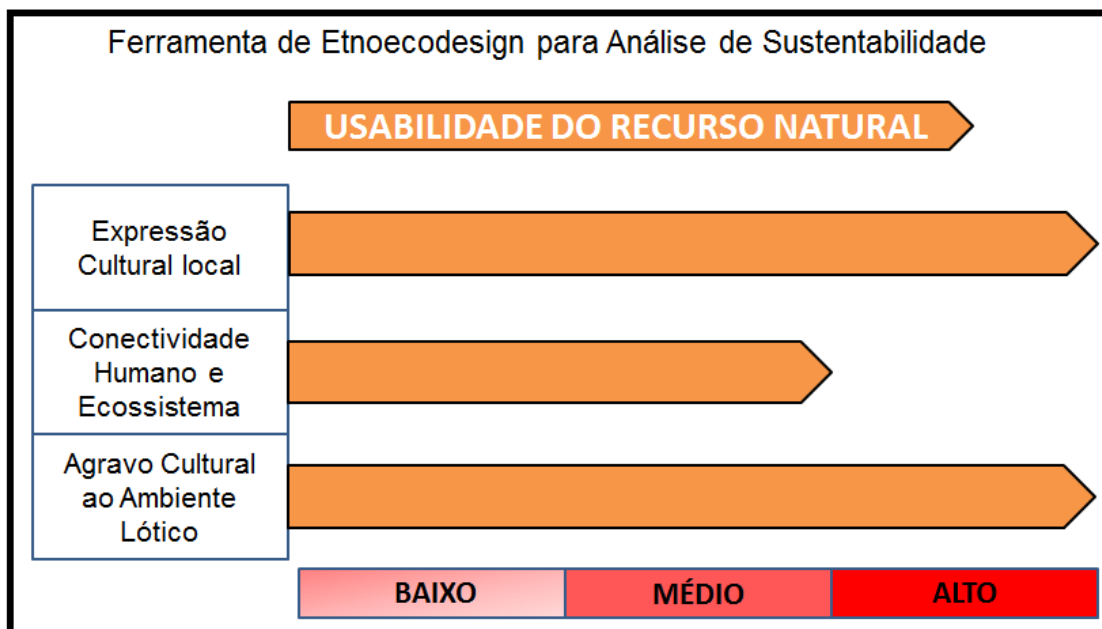 Ferramenta de Etnoecodesign para Análise de Sustentabilidade
USABILIDADE DO RECURSO NATURAL
Expressão
Cultural local
Conectividade
Humano e
Ecossistema
Agravo Cultural
ao Ambiente
Lótico
BAIXO
MÉDIO
ALTO